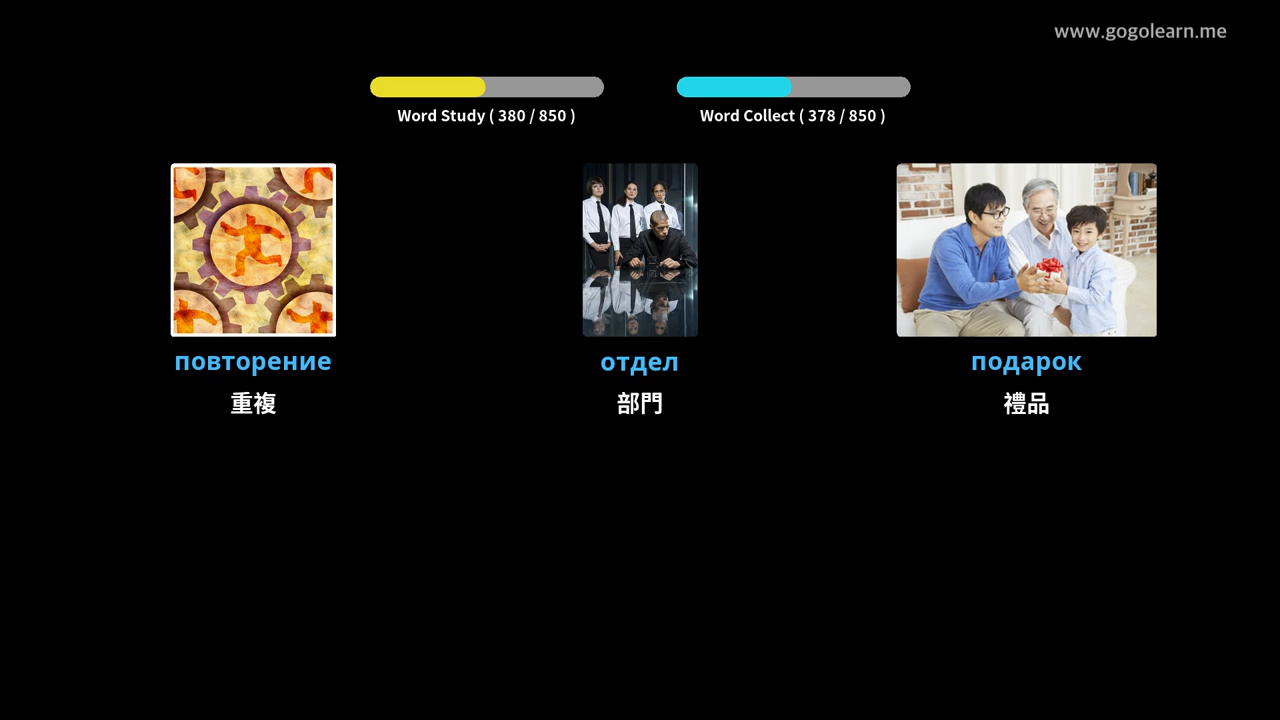 www.gogolearn.me
Word Study ( 380 / 850 )
Word Collect ( 378 / 850 )
повторение
отдел
подарок
重複
部門
禮品